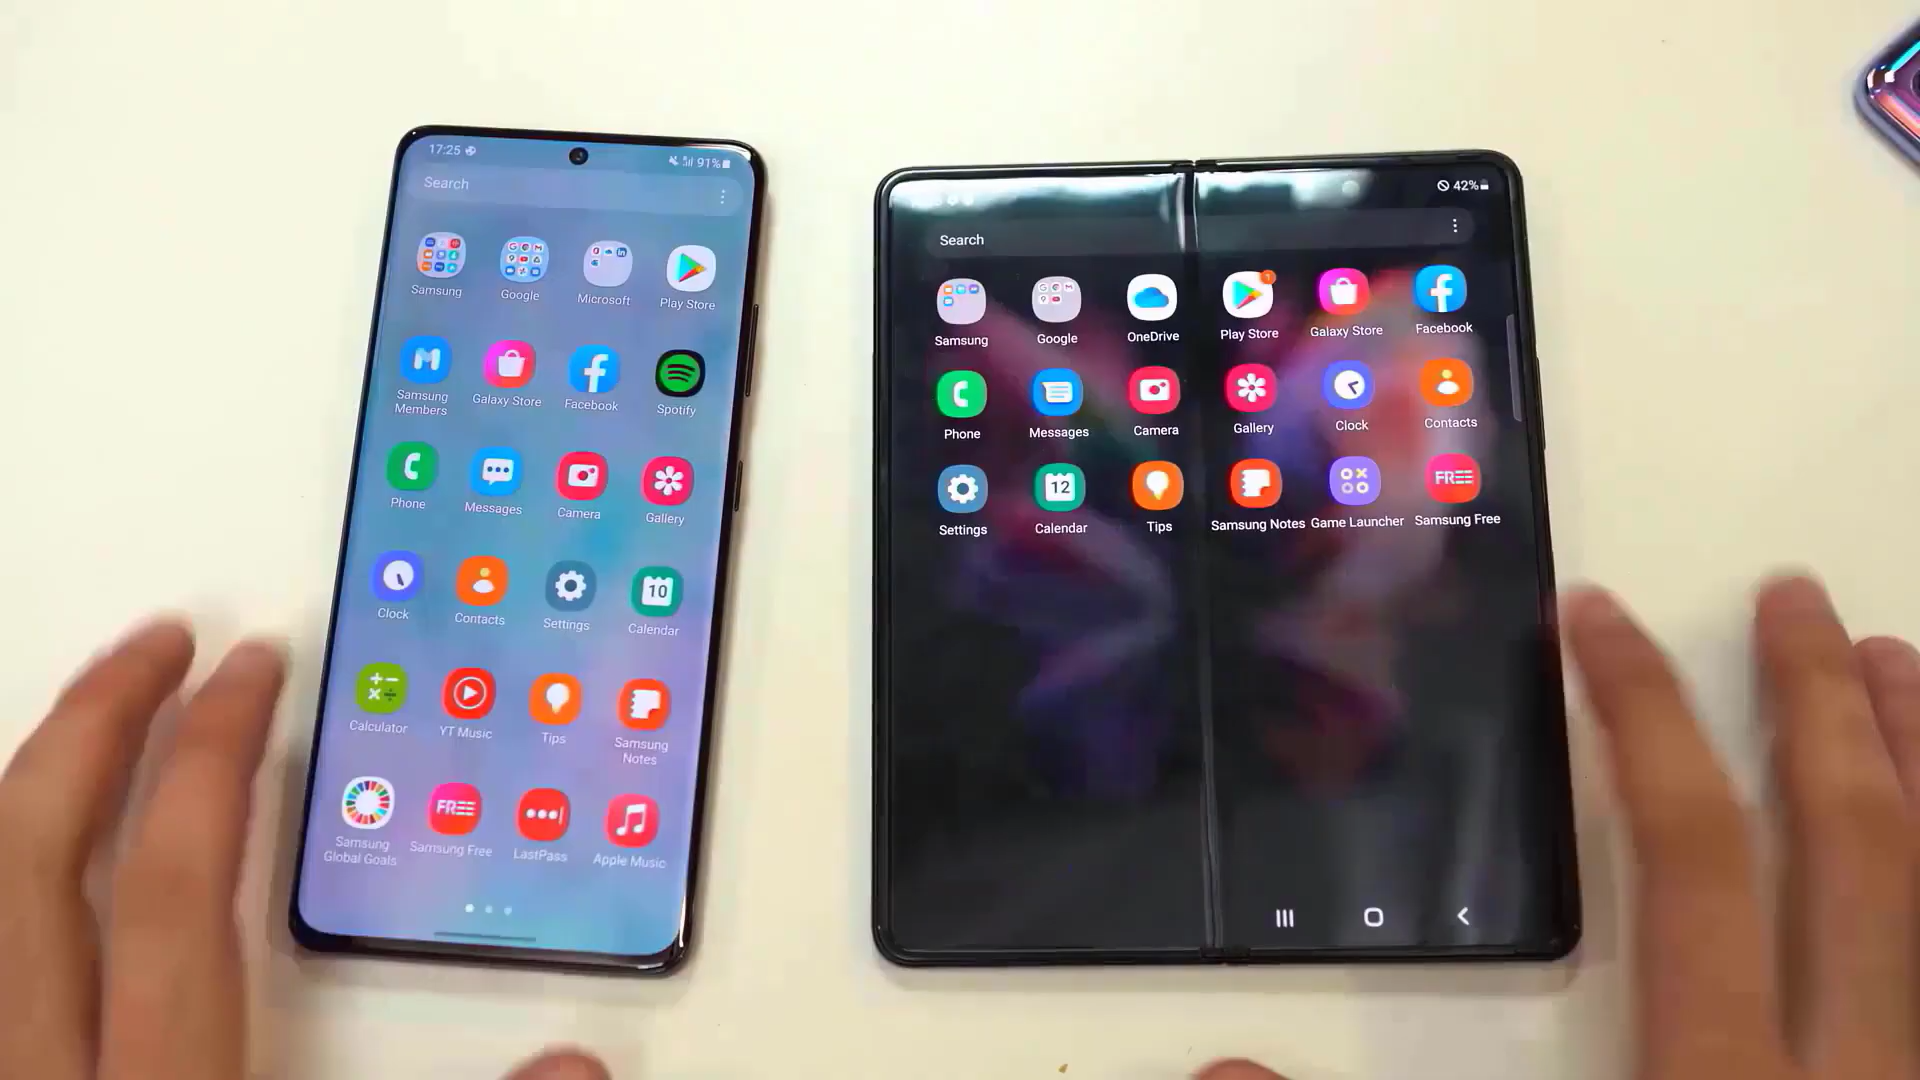 17:25
91%
Search
Samsung
Google
Microsoft
Play Store
Samsung
Members
Galaxy Store
Facebook
Spotify
Phone
Messages
Camera
Gallery
Clock
Contacts
Settings
10
Calendar
Calculator
YT Music
Tips
Samsung
Notes
Samsung
Global Goals
FREE
Samsung Free
LastPass
Apple Music
42%
Search
Samsung
Google
OneDrive
1
Play Store
Galaxy Store
Facebook
Phone
Messages
Camera
Gallery
Clock
Contacts
Settings
12
Calendar
Tips
Samsung Notes
Game Launcher
FREE
Samsung Free